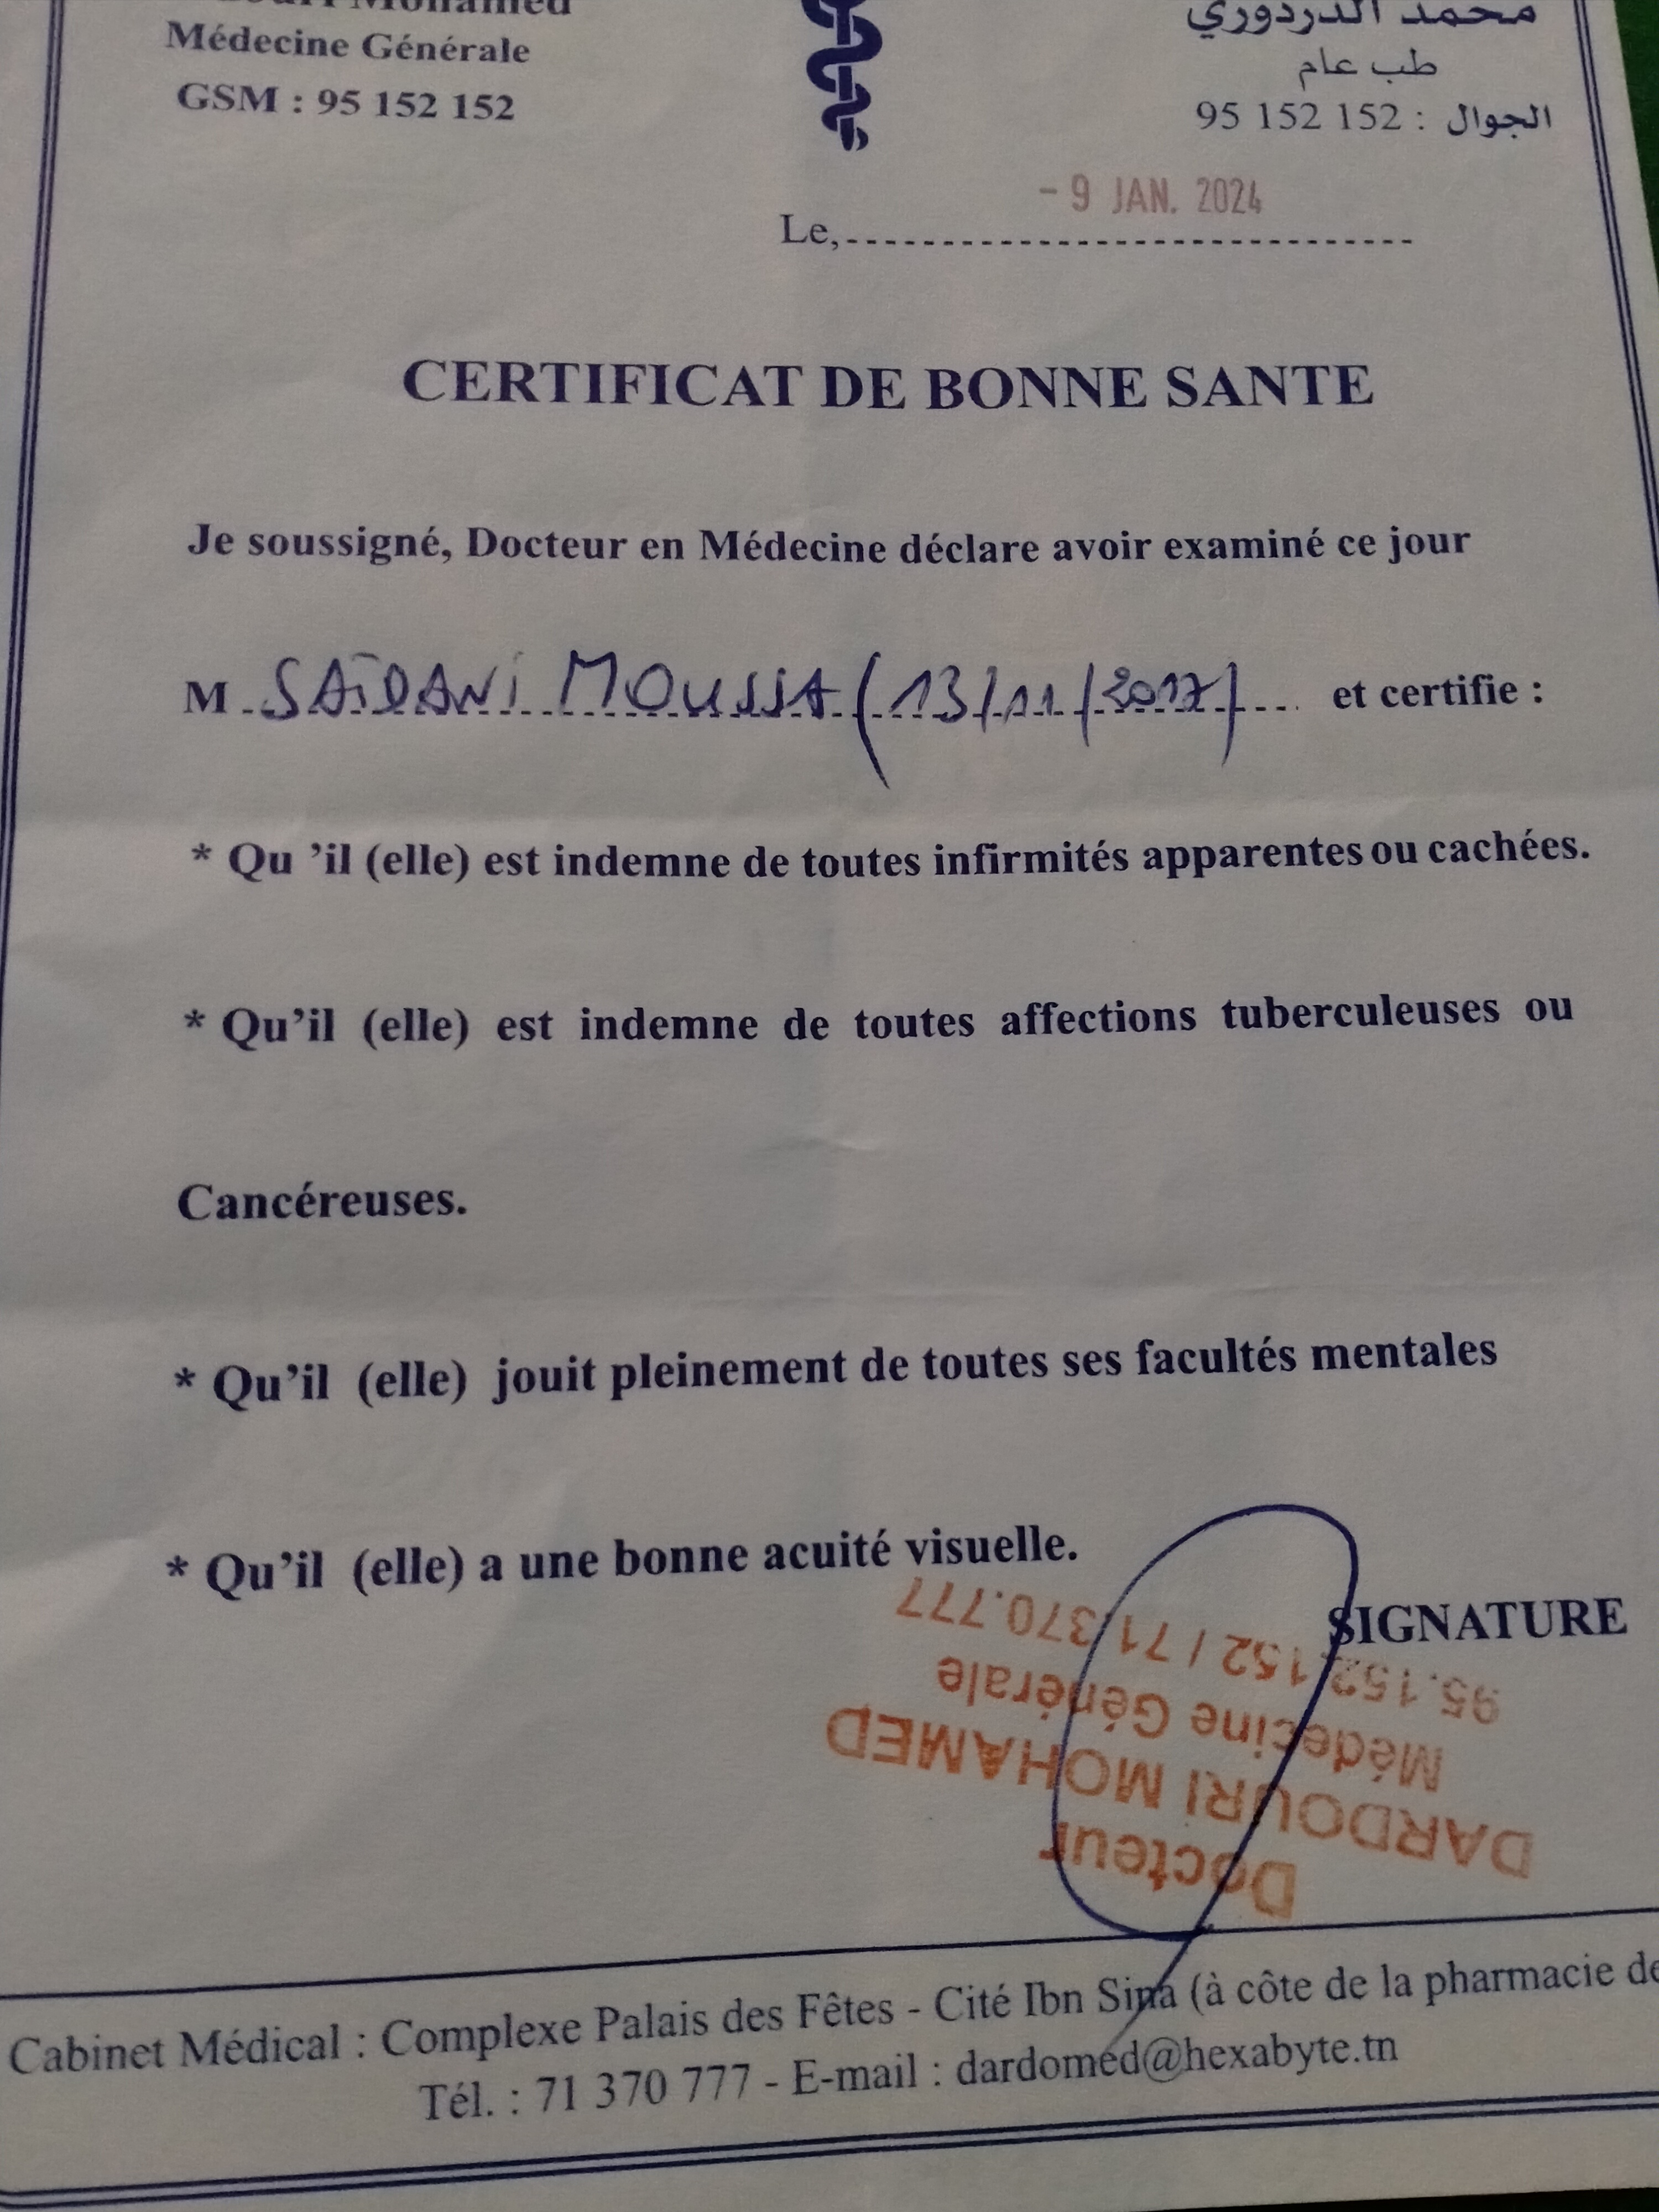 Mohamed
Médecine Générale
GSM : 95 152 152
محمد الدردوري
طب عام
الجوال : 152 152 95
- 9 JAN. 2024
Le,
CERTIFICAT DE BONNE SANTE
Je soussigné, Docteur en Médecine déclare avoir examiné ce jour
M SAÏDANI MOUSSA (13/11/2017) et certifie :
* Qu ’il (elle) est indemne de toutes infirmités apparentes ou cachées.
* Qu’il (elle) est indemne de toutes affections tuberculeuses ou
Cancéreuses.
* Qu’il (elle) jouit pleinement de toutes ses facultés mentales
* Qu’il (elle) a une bonne acuité visuelle.
SIGNATURE
Docteur
DARDOURI MOHAMED
Médecine Générale
95.152.152 / 71.370.777
Cabinet Médical : Complexe Palais des Fêtes - Cité Ibn Sina (à côte de la pharmacie de
Tél. : 71 370 777 - E-mail : dardomed@hexabyte.tn